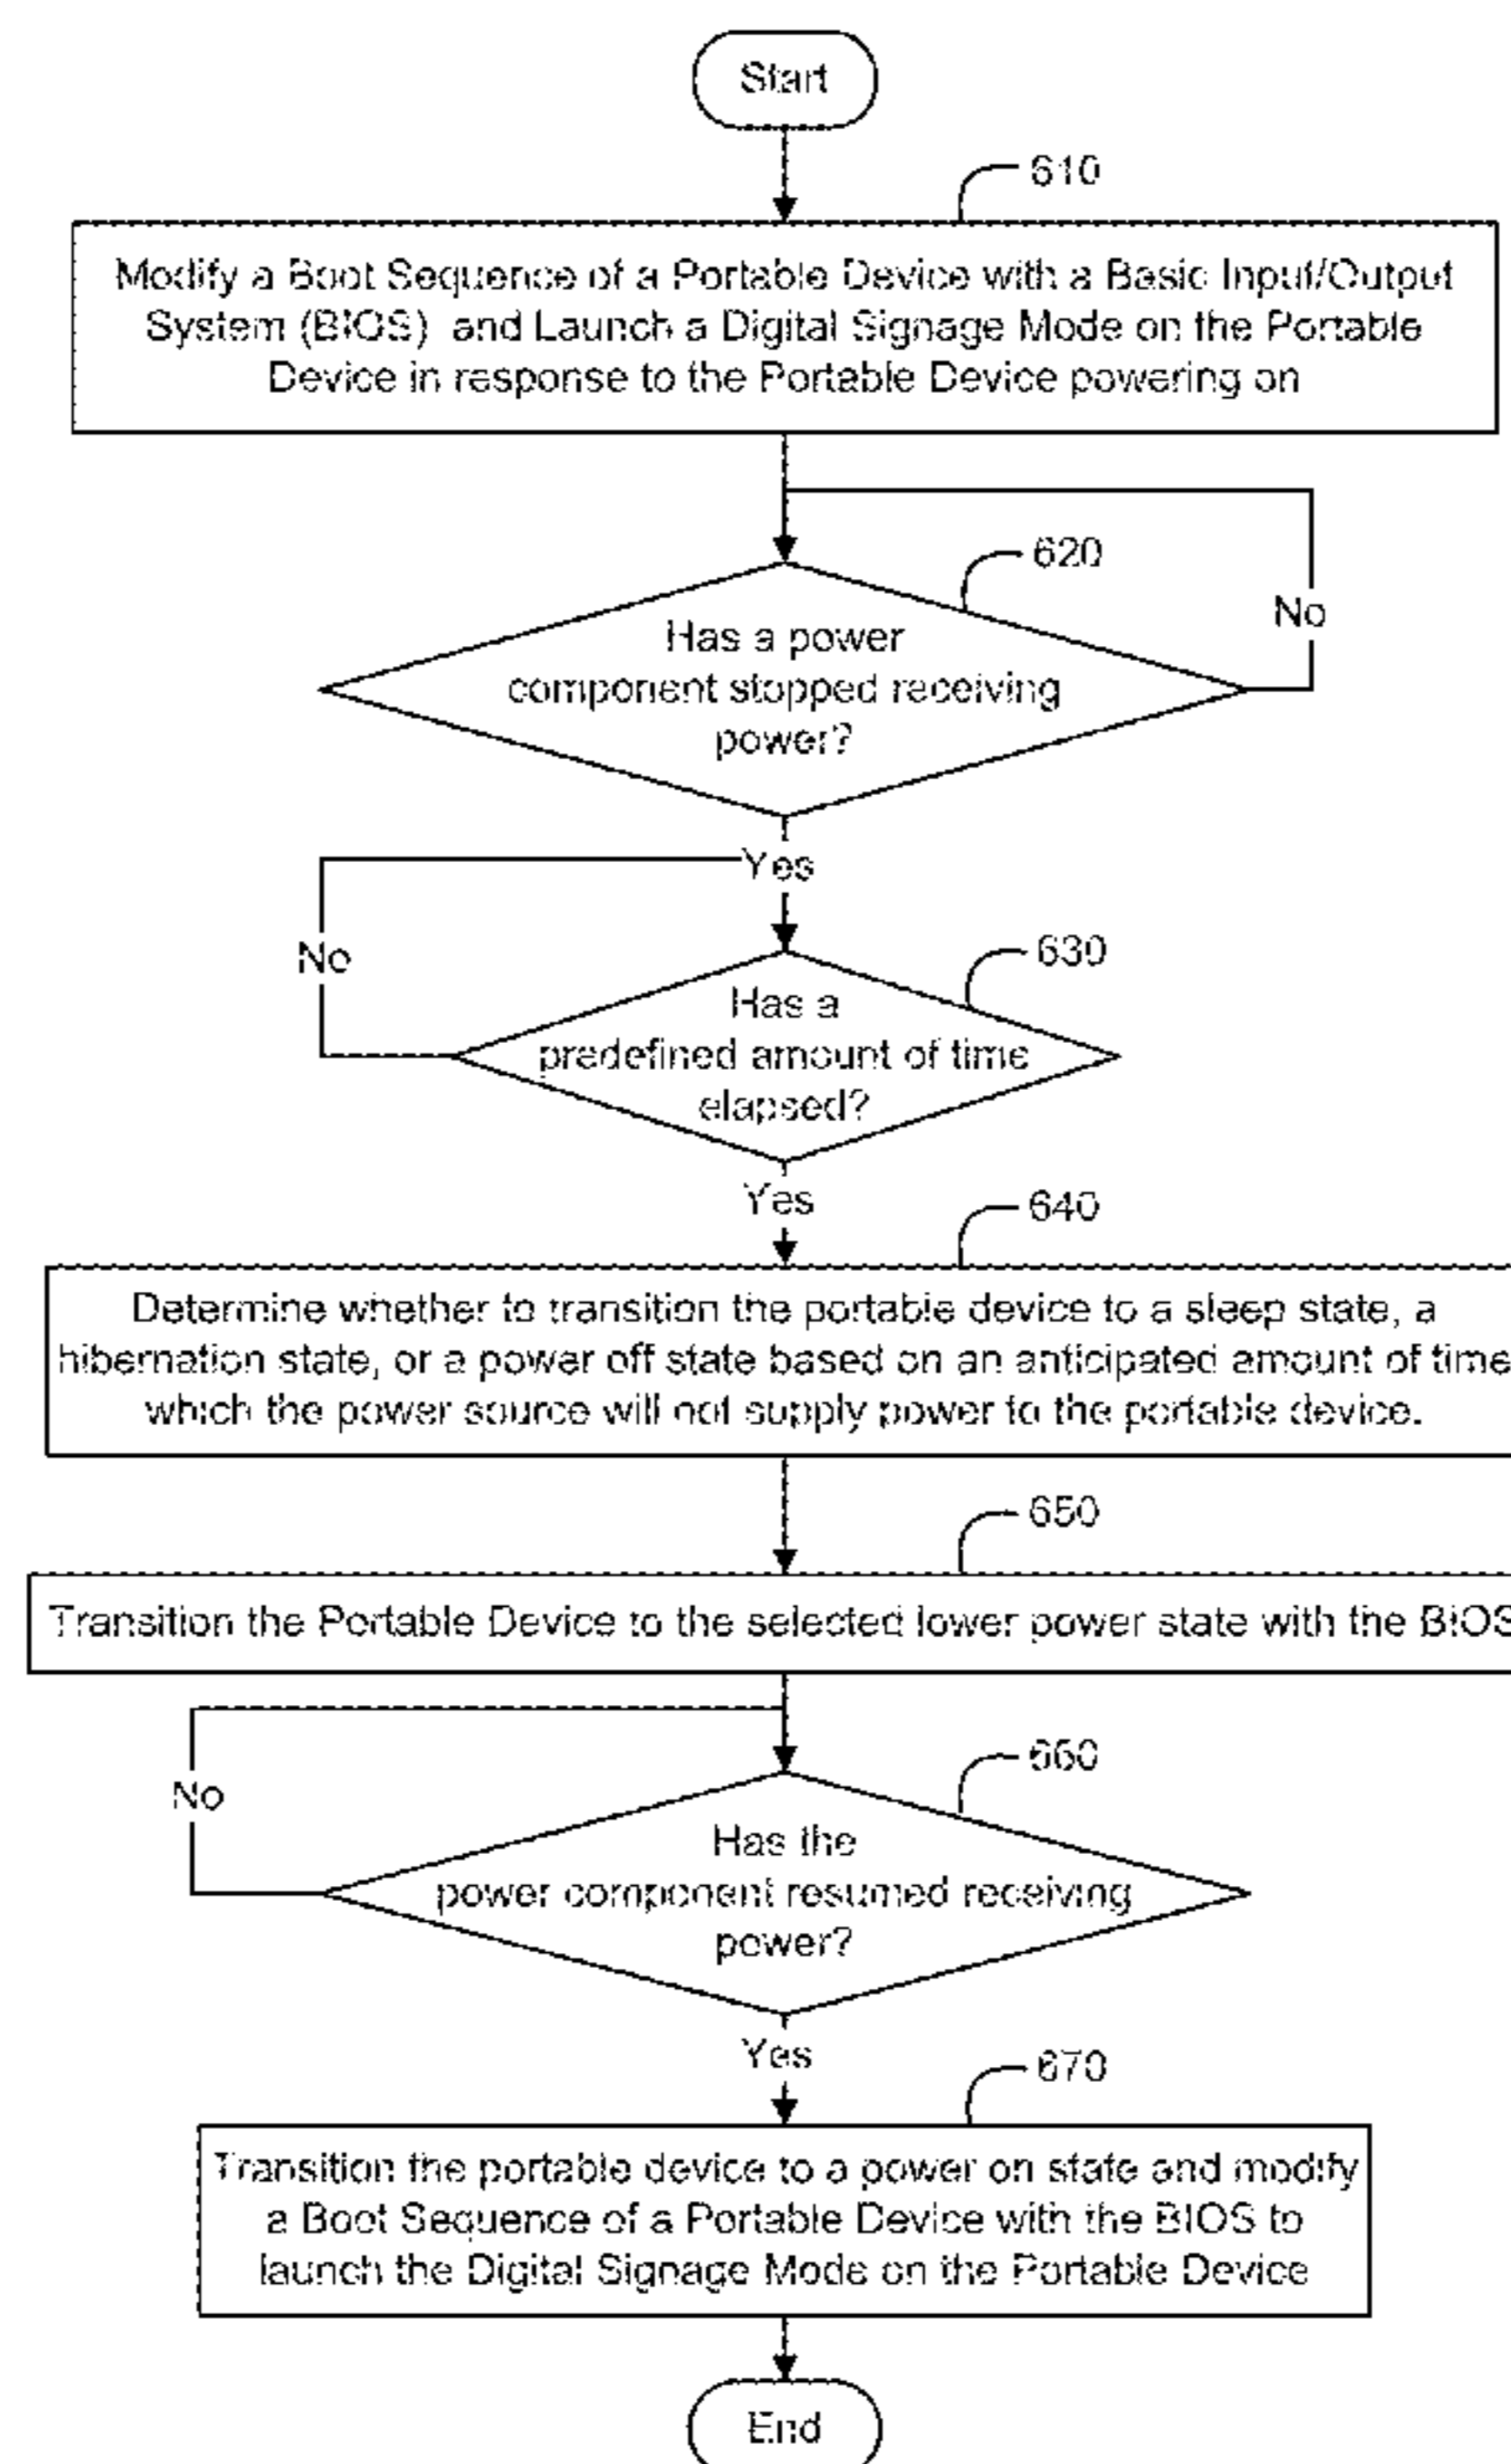 Start
610
Modify a Boot Sequence of a Portable Device with a Basic Input/Output
System (BIOS) and Launch a Digital Signage Mode on the Portable
Device in response to the Portable Device powering on
620
No
Has a power
component stopped receiving
power?
Yes
No
630
Has a
predefined amount of time
elapsed?
Yes
640
Determine whether to transition the portable device to a sleep state, a
hibernation state, or a power off state based on an anticipated amount of time
which the power source will not supply power to the portable device.
650
Transition the Portable Device to the selected lower power state with the BIOS
660
No
Has the
power component resumed receiving
power?
Yes
670
Transition the portable device to a power on state and modify
a Boot Sequence of a Portable Device with the BIOS to
launch the Digital Signage Mode on the Portable Device
End